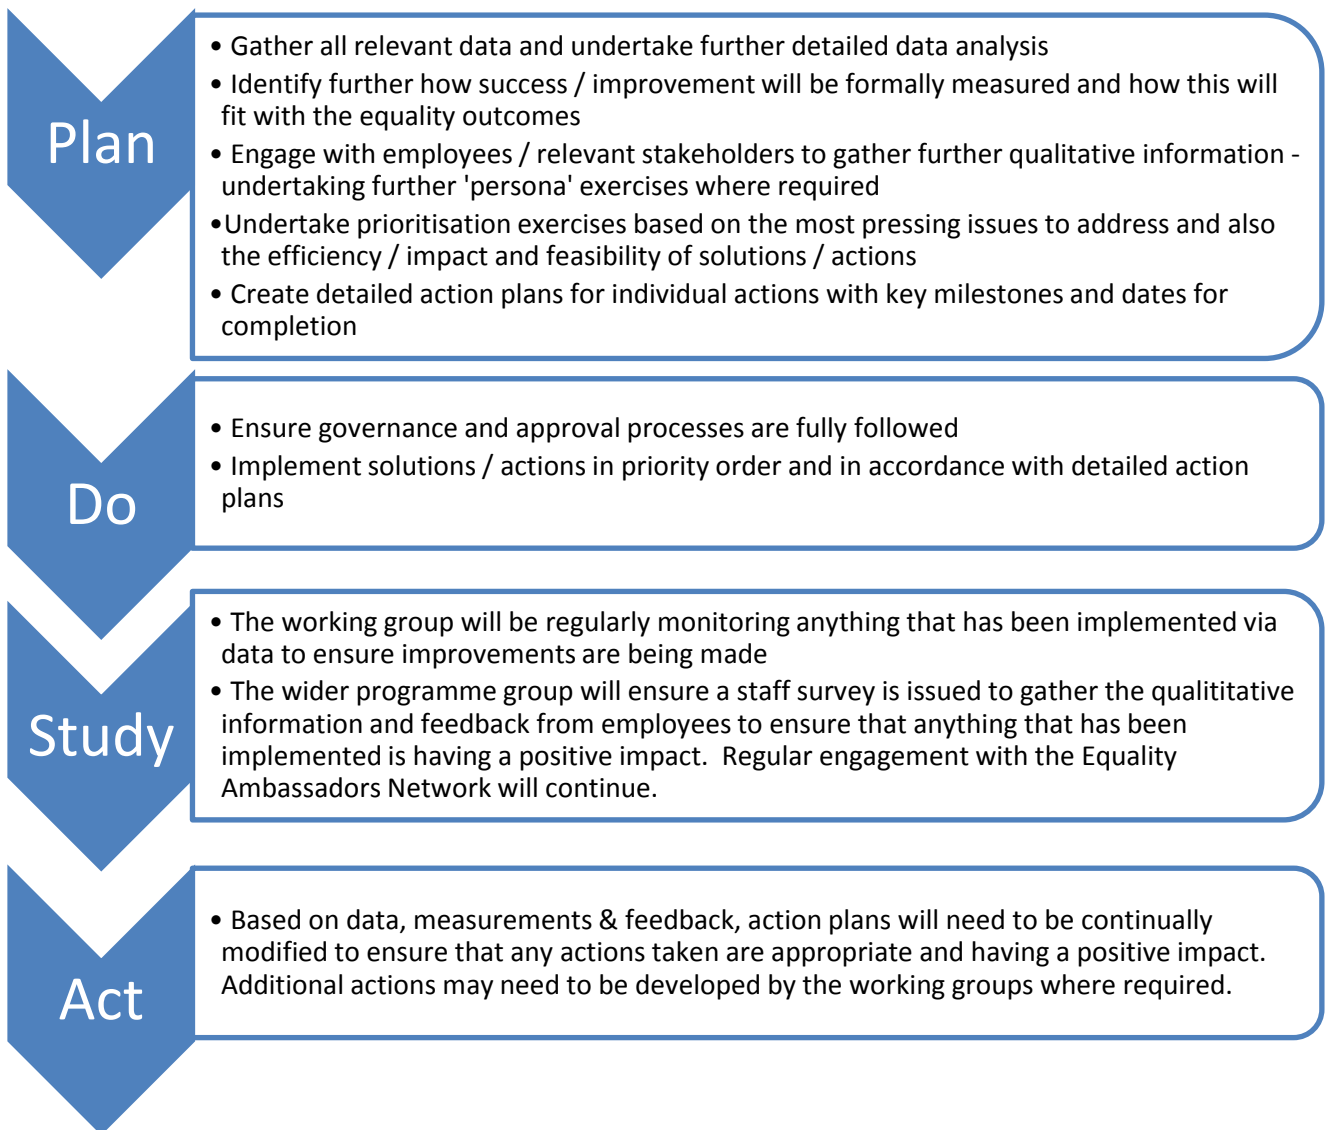 Plan
• Gather all relevant data and undertake further detailed data analysis
• Identify further how success / improvement will be formally measured and how this will
fit with the equality outcomes
• Engage with employees / relevant stakeholders to gather further qualitative information -
undertaking further 'persona' exercises where required
•Undertake prioritisation exercises based on the most pressing issues to address and also
the efficiency / impact and feasibility of solutions / actions
• Create detailed action plans for individual actions with key milestones and dates for
completion
Do
• Ensure governance and approval processes are fully followed
• Implement solutions / actions in priority order and in accordance with detailed action
plans
Study
• The working group will be regularly monitoring anything that has been implemented via
data to ensure improvements are being made
• The wider programme group will ensure a staff survey is issued to gather the qualititative
information and feedback from employees to ensure that anything that has been
implemented is having a positive impact.  Regular engagement with the Equality
Ambassadors Network will continue.
Act
• Based on data, measurements & feedback, action plans will need to be continually
modified to ensure that any actions taken are appropriate and having a positive impact.
Additional actions may need to be developed by the working groups where required.